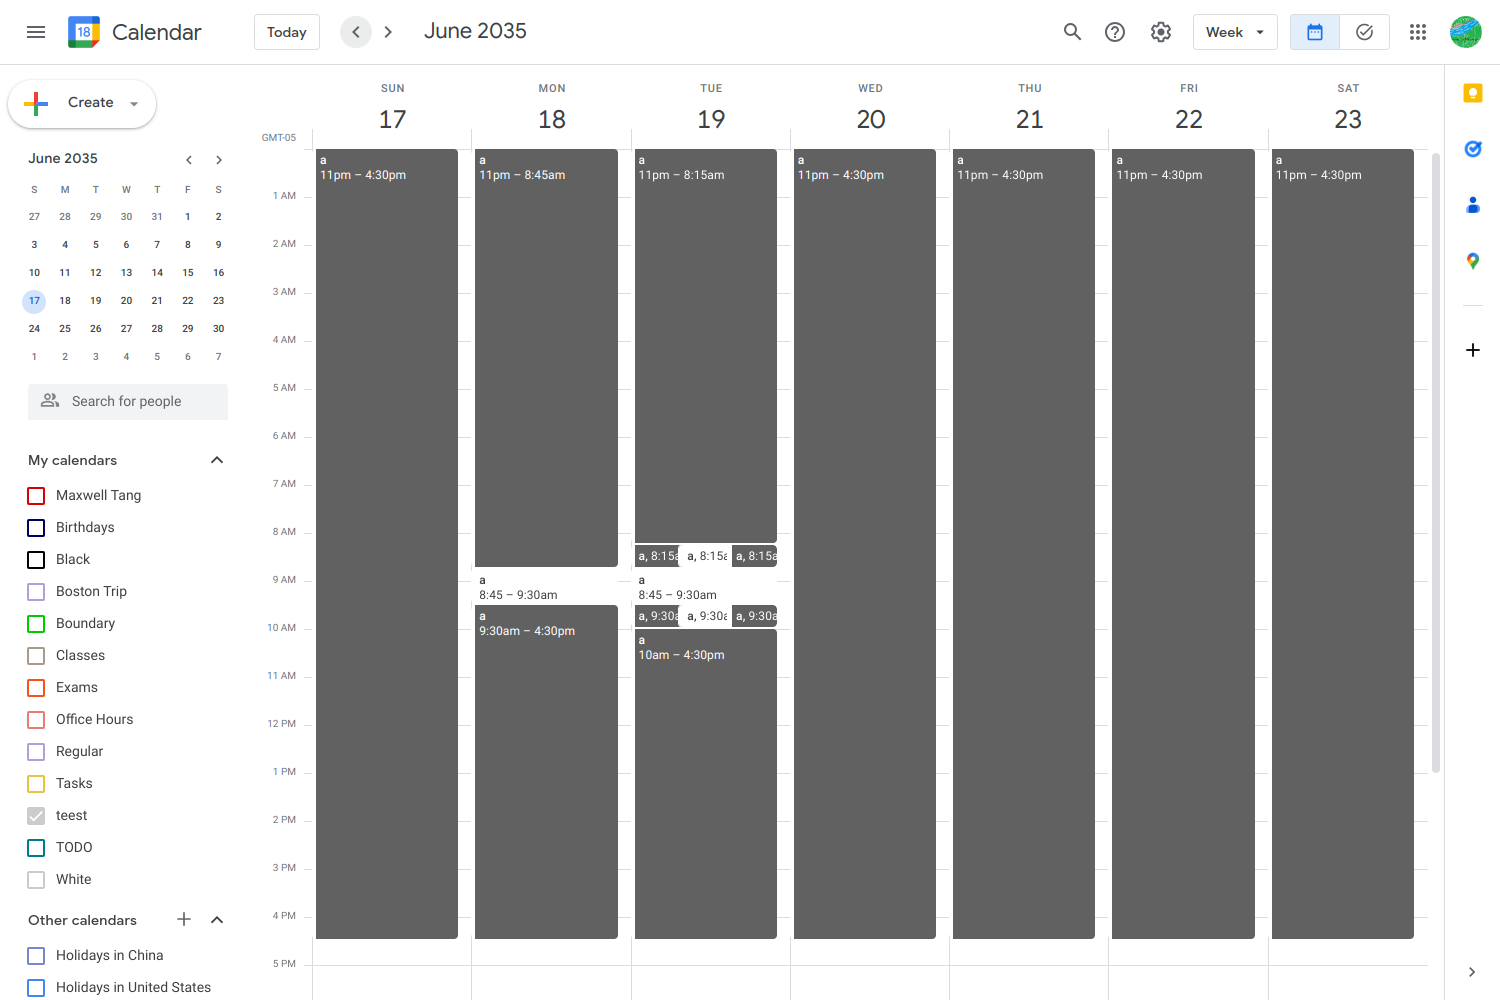 18 Calendar
Today
June 2035
Week
Create
June 2035
S M T W T F S
27 28 29 30 31 1 2
3 4 5 6 7 8 9
10 11 12 13 14 15 16
17 18 19 20 21 22 23
24 25 26 27 28 29 30
1 2 3 4 5 6 7
Search for people
My calendars
Maxwell Tang
Birthdays
Black
Boston Trip
Boundary
Classes
Exams
Office Hours
Regular
Tasks
teest
TODO
White
Other calendars
Holidays in China
Holidays in United States
SUN MON TUE WED THU FRI SAT
17 18 19 20 21 22 23
GMT-05
1 AM
2 AM
3 AM
4 AM
5 AM
6 AM
7 AM
8 AM
9 AM
10 AM
11 AM
12 PM
1 PM
2 PM
3 PM
4 PM
5 PM
a
11pm – 4:30pm
a
11pm – 8:45am
a
8:45 – 9:30am
a
9:30am – 4:30pm
a
11pm – 8:15am
a, 8:15a a, 8:15a a, 8:15a
a
8:45 – 9:30am
a, 9:30a a, 9:30a a, 9:30a
a
10am – 4:30pm
a
11pm – 4:30pm
a
11pm – 4:30pm
a
11pm – 4:30pm
a
11pm – 4:30pm